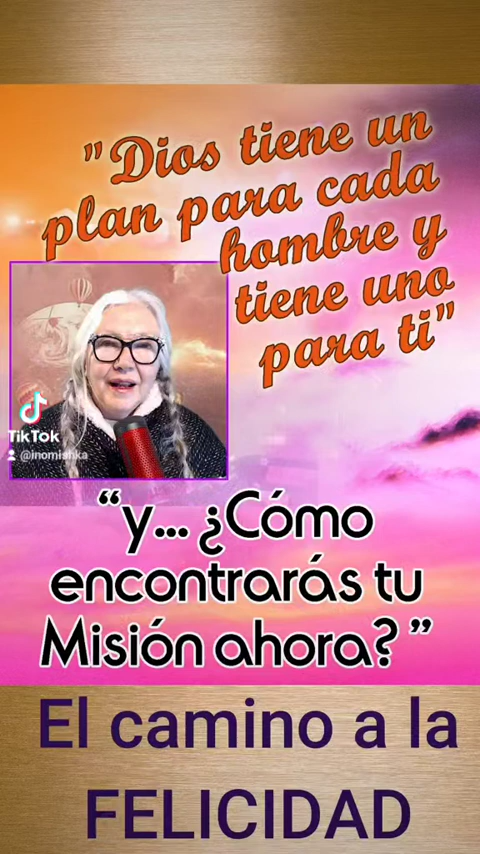 "Dios tiene un
plan para cada
hombre y
tiene uno
para ti"
TikTok
@inomishka
“y... ¿Cómo
encontrarás tu
Misión ahora? ”
El camino a la
FELICIDAD